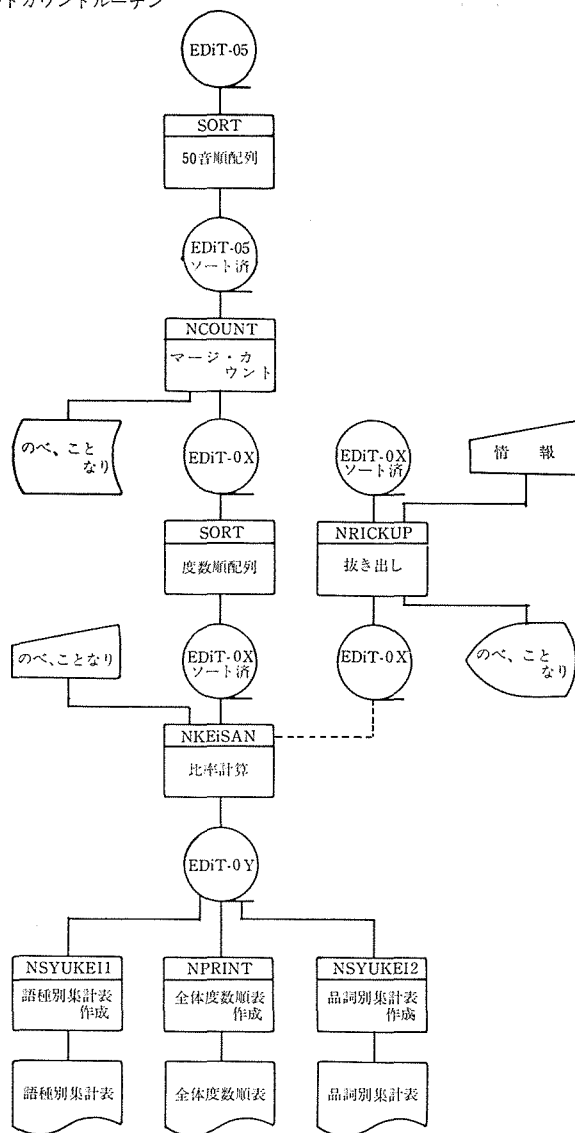 ドカウントルーチン
EDiT-05
SORT
50音順配列
EDiT-05
ソート済
NCOUNT
マージ・カ
ウント
のべ、こと
なり
EDiT-0X
EDiT-0X
ソート済
情 報
SORT
度数順配列
NRICKUP
抜き出し
のべ、ことなり
EDiT-0X
ソート済
EDiT-0X
のべ、こと
なり
NKEiSAN
比率計算
EDiT-0Y
NSYUKEI1
語種別集計表
作成
NPRINT
全体度数順表
作成
NSYUKEI2
品詞別集計表
作成
語種別集計表
全体度数順表
品詞別集計表